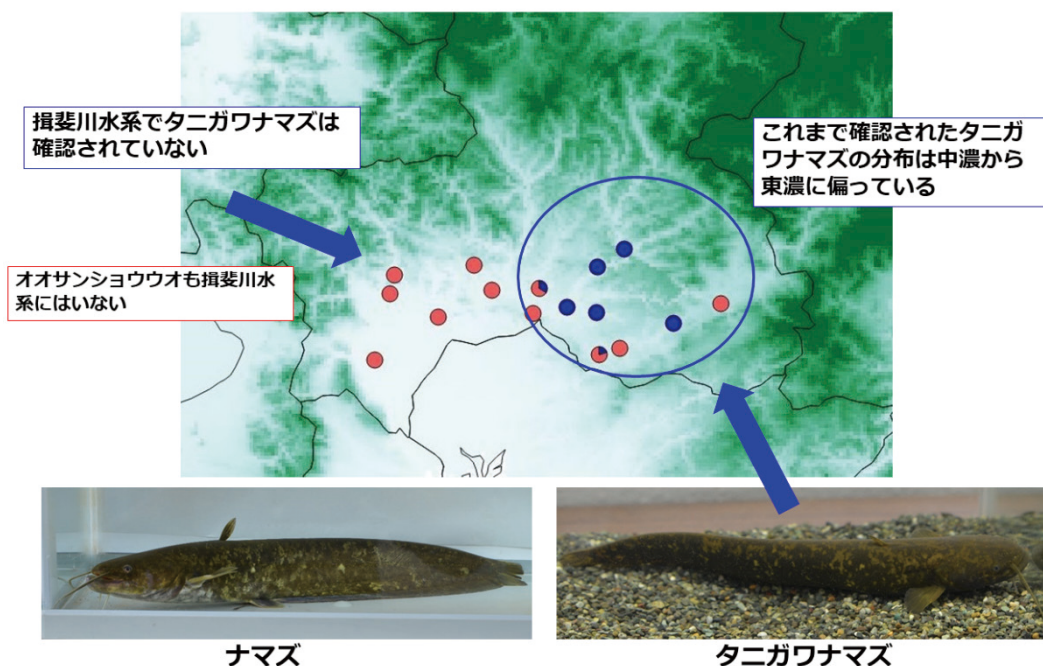 揖斐川水系でタニガワナマズは
確認されていない
これまで確認されたタニガ
ワナマズの分布は中濃から
東濃に偏っている
オオサンショウウオも揖斐川水
系にはいない
ナマズ
タニガワナマズ